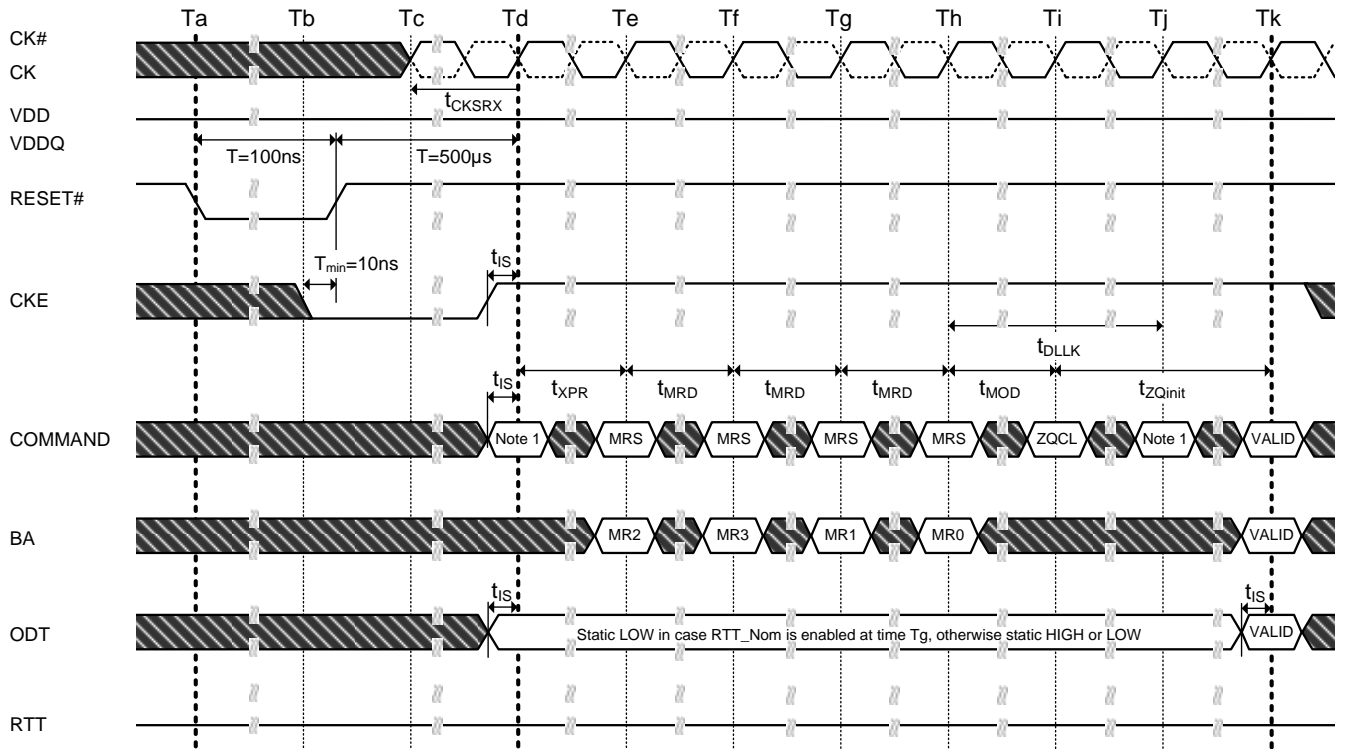 Ta Tb Tc Td Te Tf Tg Th Ti Tj Tk
CK#
CK
tCKSRX
VDD
VDDQ
T=100ns T=500µs
RESET#
Tmin=10ns tIS
CKE
tDLLK
tIS tXPR tMRD tMRD tMRD tMOD tZQinit
COMMAND Note 1 MRS MRS MRS MRS ZQCL Note 1 VALID
BA MR2 MR3 MR1 MR0 VALID
tIS tIS
ODT Static LOW in case RTT_Nom is enabled at time Tg, otherwise static HIGH or LOW VALID
RTT